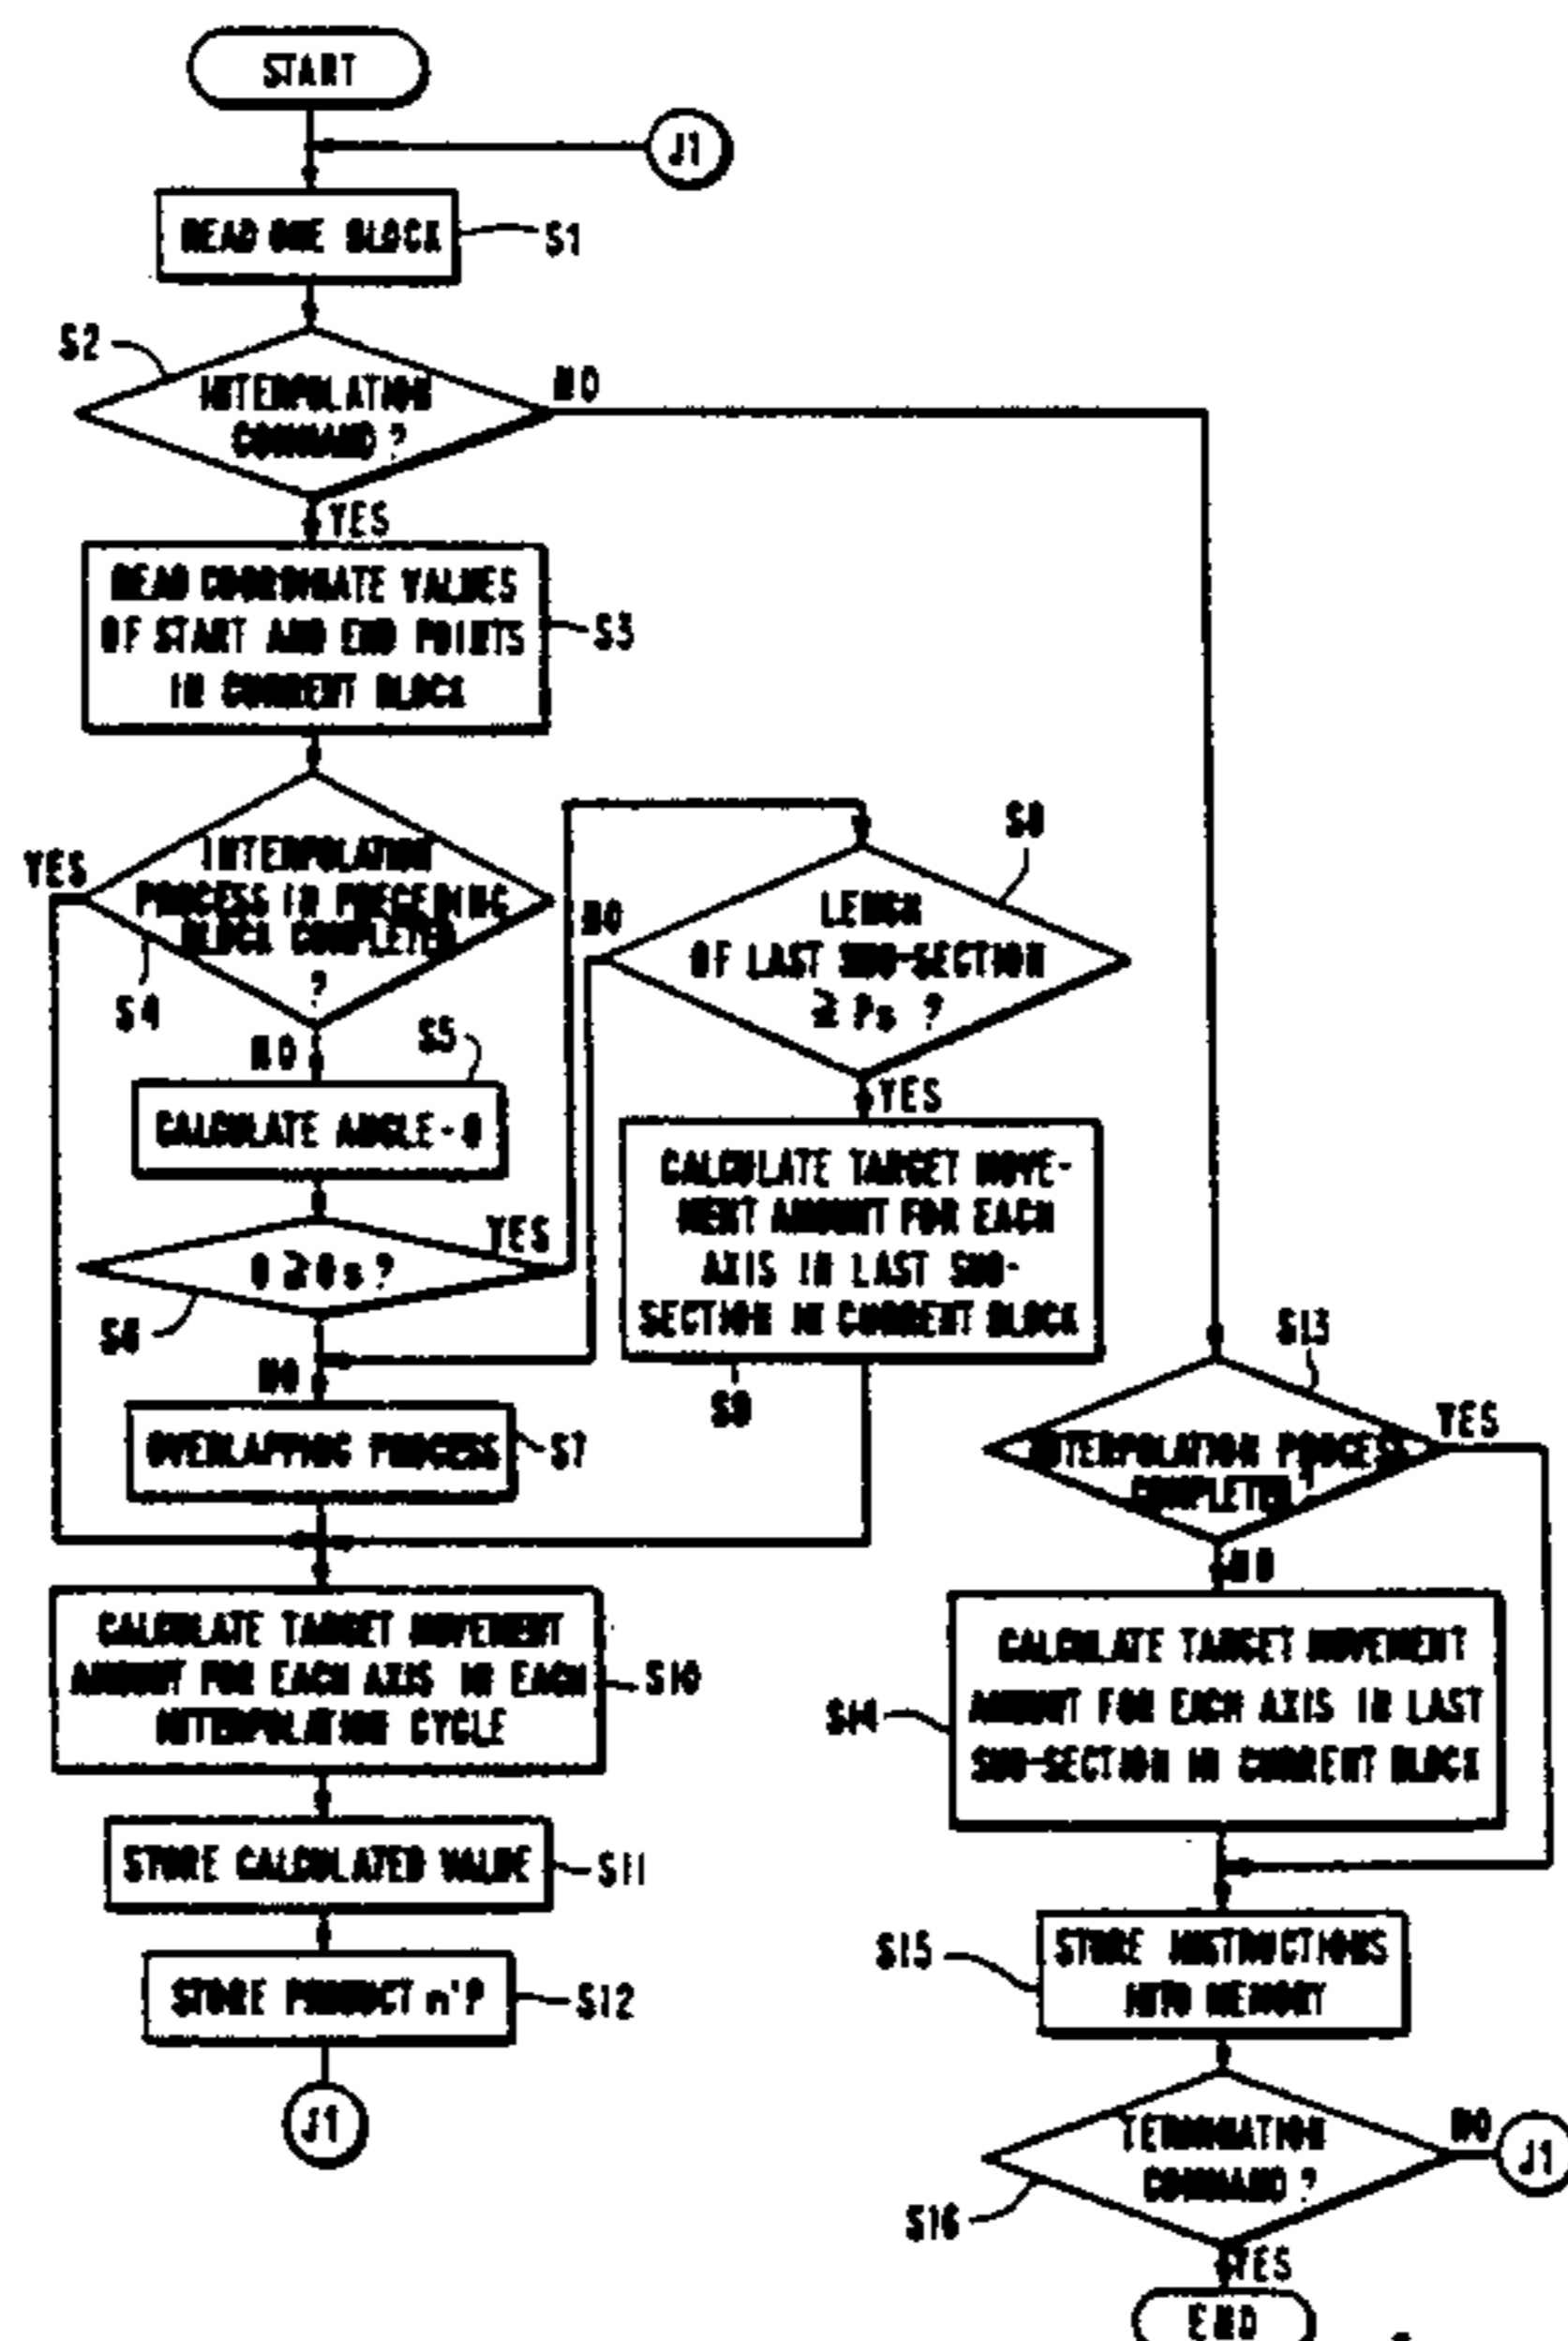 START
J1
READ ONE BLOCK
S1
S2
INTERPOLATION
COMMAND ?
NO
YES
READ COORDINATE VALUES
OF START AND END POINTS
IN CURRENT BLOCK
S3
YES
INTERPOLATION
PROCESS IN PRECEDING
BLOCK COMPLETED
?
S4
NO
S5
CALCULATE ANGLE - θ
θ ≧ θs ?
YES
S6
NO
OVERLAPPING PROCESS
S7
S8
NO
LENGH
OF LAST SUB-SECTION
≧ Ps ?
YES
CALCULATE TARGET MOVE-
MENT AMOUNT FOR EACH
AXIS IN LAST SUB-
SECTION IN CURRENT BLOCK
S9
CALCULATE TARGET MOVEMENT
AMOUNT FOR EACH AXIS IN EACH
INTERPOLATION CYCLE
S10
STORE CALCULATED VALUE
S11
STORE PRODUCT n'P
S12
J1
S13
INTERPOLATION PROCESS
COMPLETED ?
YES
NO
CALCULATE TARGET MOVEMENT
AMOUNT FOR EACH AXIS IN LAST
SUB-SECTION IN CURRENT BLOCK
S14
STORE INSTRUCTIONS
INTO MEMORY
S15
TERMINATION
COMMAND ?
NO
J1
S16
YES
END